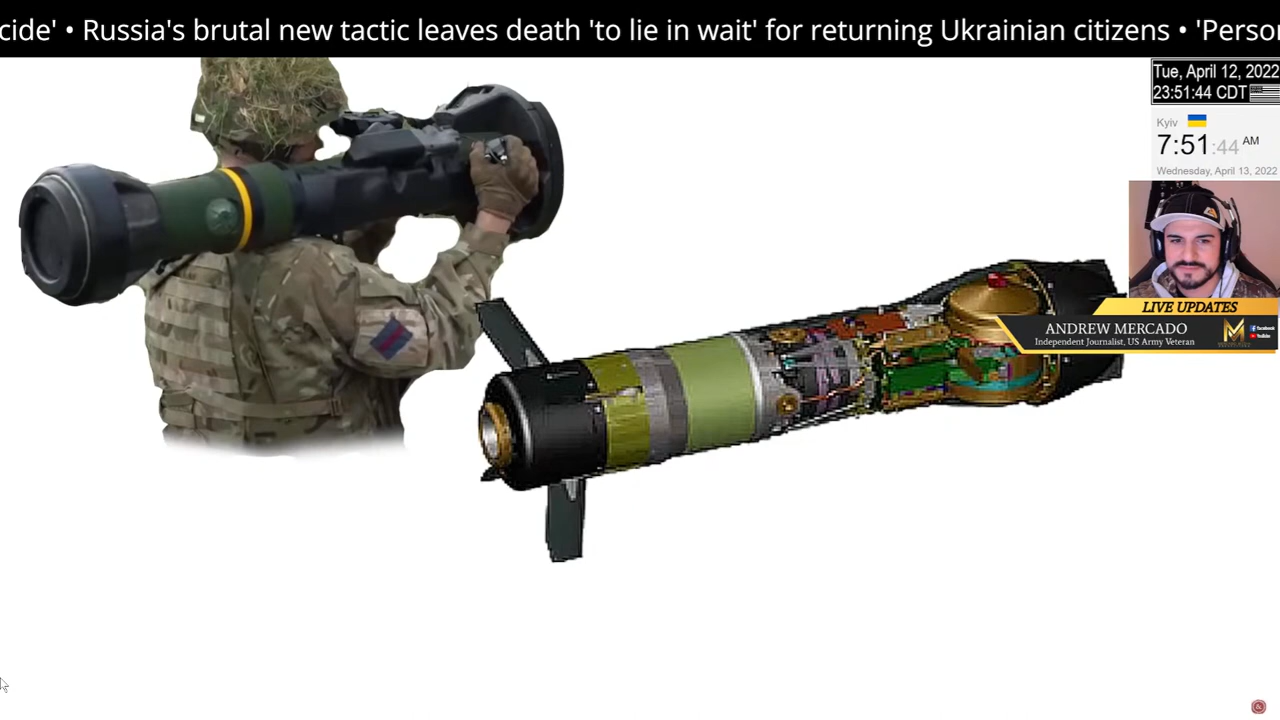 cide' • Russia's brutal new tactic leaves death 'to lie in wait' for returning Ukrainian citizens • 'Perso
Tue, April 12, 2022
23:51:44 CDT
Kyiv
7:51:44 AM
Wednesday, April 13, 2022
LIVE UPDATES
ANDREW MERCADO
Independent Journalist, US Army Veteran
facebook
YouTube